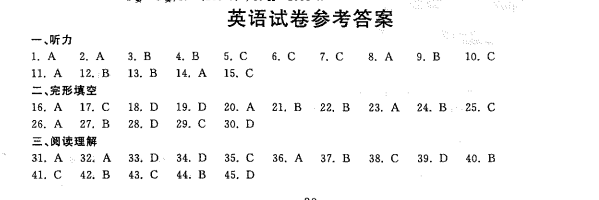 英语试卷参考答案
一、听力
1. A 2. A 3. B 4. B 5. C 6. C 7. C 8. A 9. B 10. C
11. A 12. B 13. B 14. A 15. C
二、完形填空
16. A 17. C 18. D 19. D 20. A 21. B 22. B 23. A 24. B 25. C
26. A 27. B 28. D 29. C 30. D
三、阅读理解
31. A 32. A 33. D 34. D 35. C 36. A 37. B 38. C 39. D 40. B
41. C 42. B 43. C 44. B 45. D